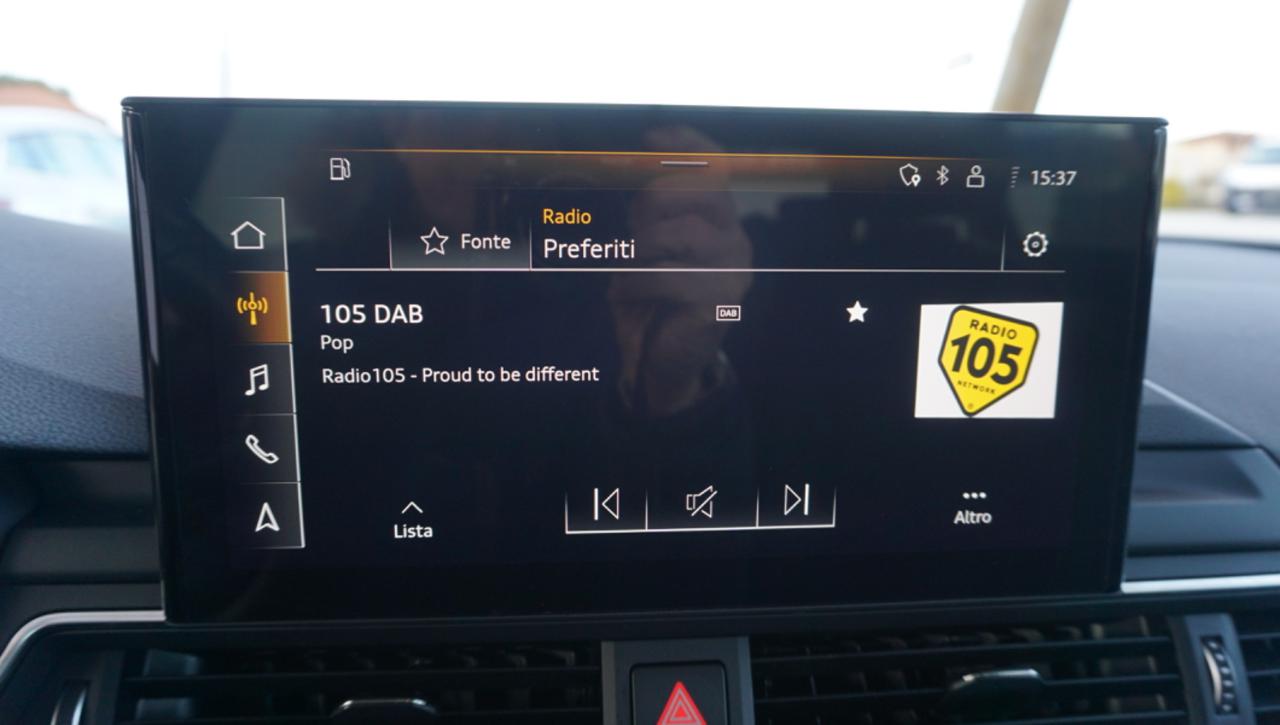 15:37
Fonte
Radio
Preferiti
105 DAB
DAB
Pop
Radio105 - Proud to be different
RADIO
105
NETWORK
Lista
Altro